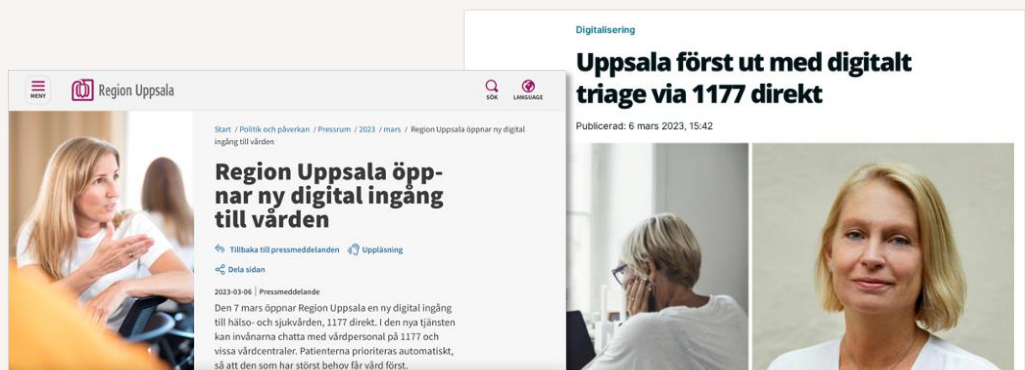 Digitalisering
Uppsala först ut med digitalt
triage via 1177 direkt
Publicerad: 6 mars 2023, 15:42
MENY
Region Uppsala
SÖK
LANGUAGE
Start / Politik och påverkan / Pressrum / 2023 / mars / Region Uppsala öppnar ny digital
ingång till vården
Region Uppsala öpp-
nar ny digital ingång
till vården
Tillbaka till pressmeddelanden
Uppläsning
Dela sidan
2023-03-06 | Pressmeddelande
Den 7 mars öppnar Region Uppsala en ny digital ingång
till hälso- och sjukvården, 1177 direkt. I den nya tjänsten
kan invånarna chatta med vårdpersonal på 1177 och
vissa vårdcentraler. Patienterna prioriteras automatiskt,
så att den som har störst behov får vård först.